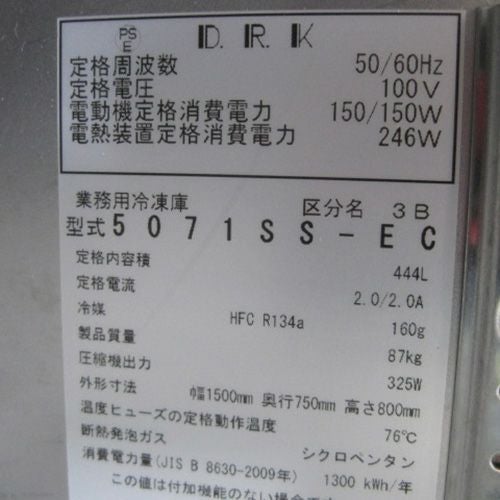 PS
E
D.R.K
定格周波数 50/60Hz
定格電圧 100V
電動機定格消費電力 150/150W
電熱装置定格消費電力 246W
業務用冷凍庫 区分名 3B
型式 5071SS-EC
定格内容積 444L
定格電流 2.0/2.0A
冷媒 HFC R134a 160g
製品質量 87kg
圧縮機出力 325W
外形寸法 幅1500mm 奥行750mm 高さ800mm
温度ヒューズの定格動作温度 76℃
断熱発泡ガス シクロペンタン
消費電力量(JIS B 8630-2009年) 1300 kWh/年
この値は付加機能のない場合です